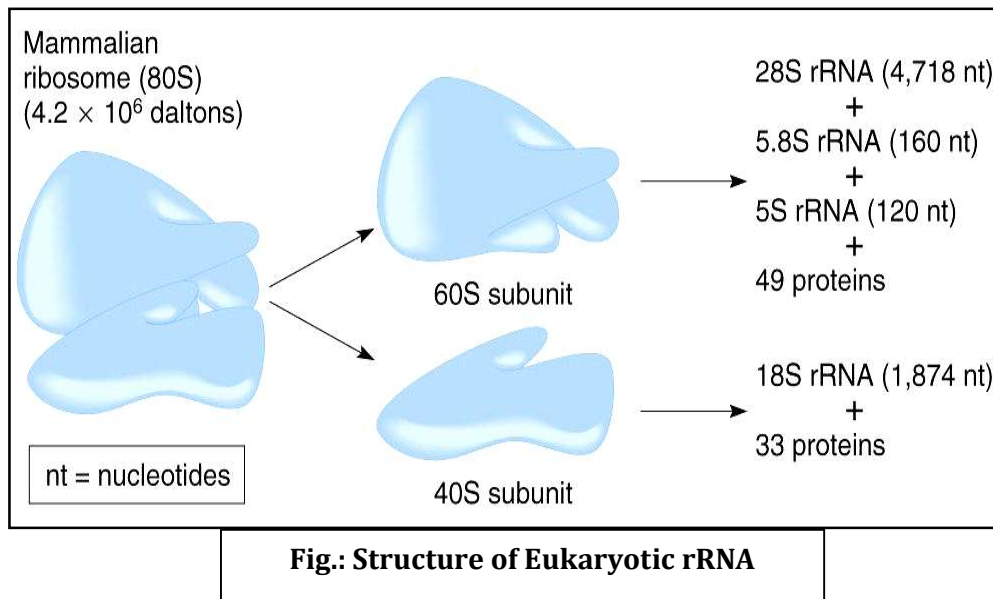 Mammalian
ribosome (80S)
(4.2 × 10⁶ daltons)
28S rRNA (4,718 nt)
+
5.8S rRNA (160 nt)
+
5S rRNA (120 nt)
+
49 proteins
60S subunit
18S rRNA (1,874 nt)
+
33 proteins
40S subunit
nt = nucleotides
Fig.: Structure of Eukaryotic rRNA